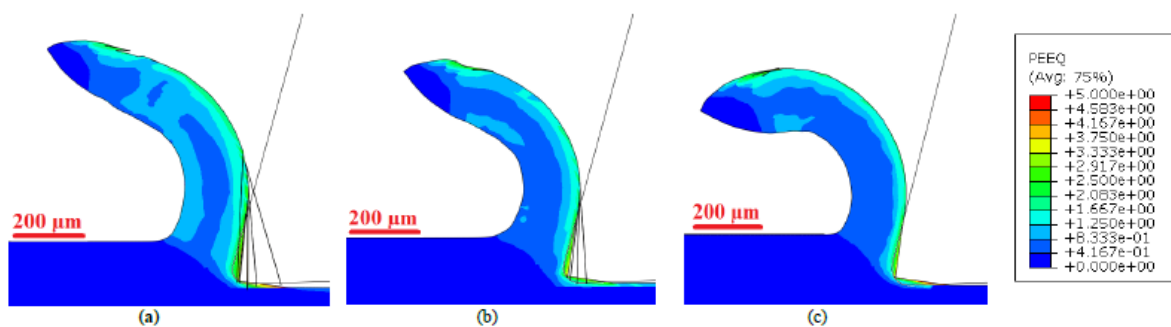 PEEQ
(Avg: 75%)
+5.000e+00
+4.583e+00
+4.167e+00
+3.750e+00
+3.333e+00
+2.917e+00
+2.500e+00
+2.083e+00
+1.667e+00
+1.250e+00
+8.333e-01
+4.167e-01
+0.000e+00
200 µm
200 µm
200 µm
(a)
(b)
(c)